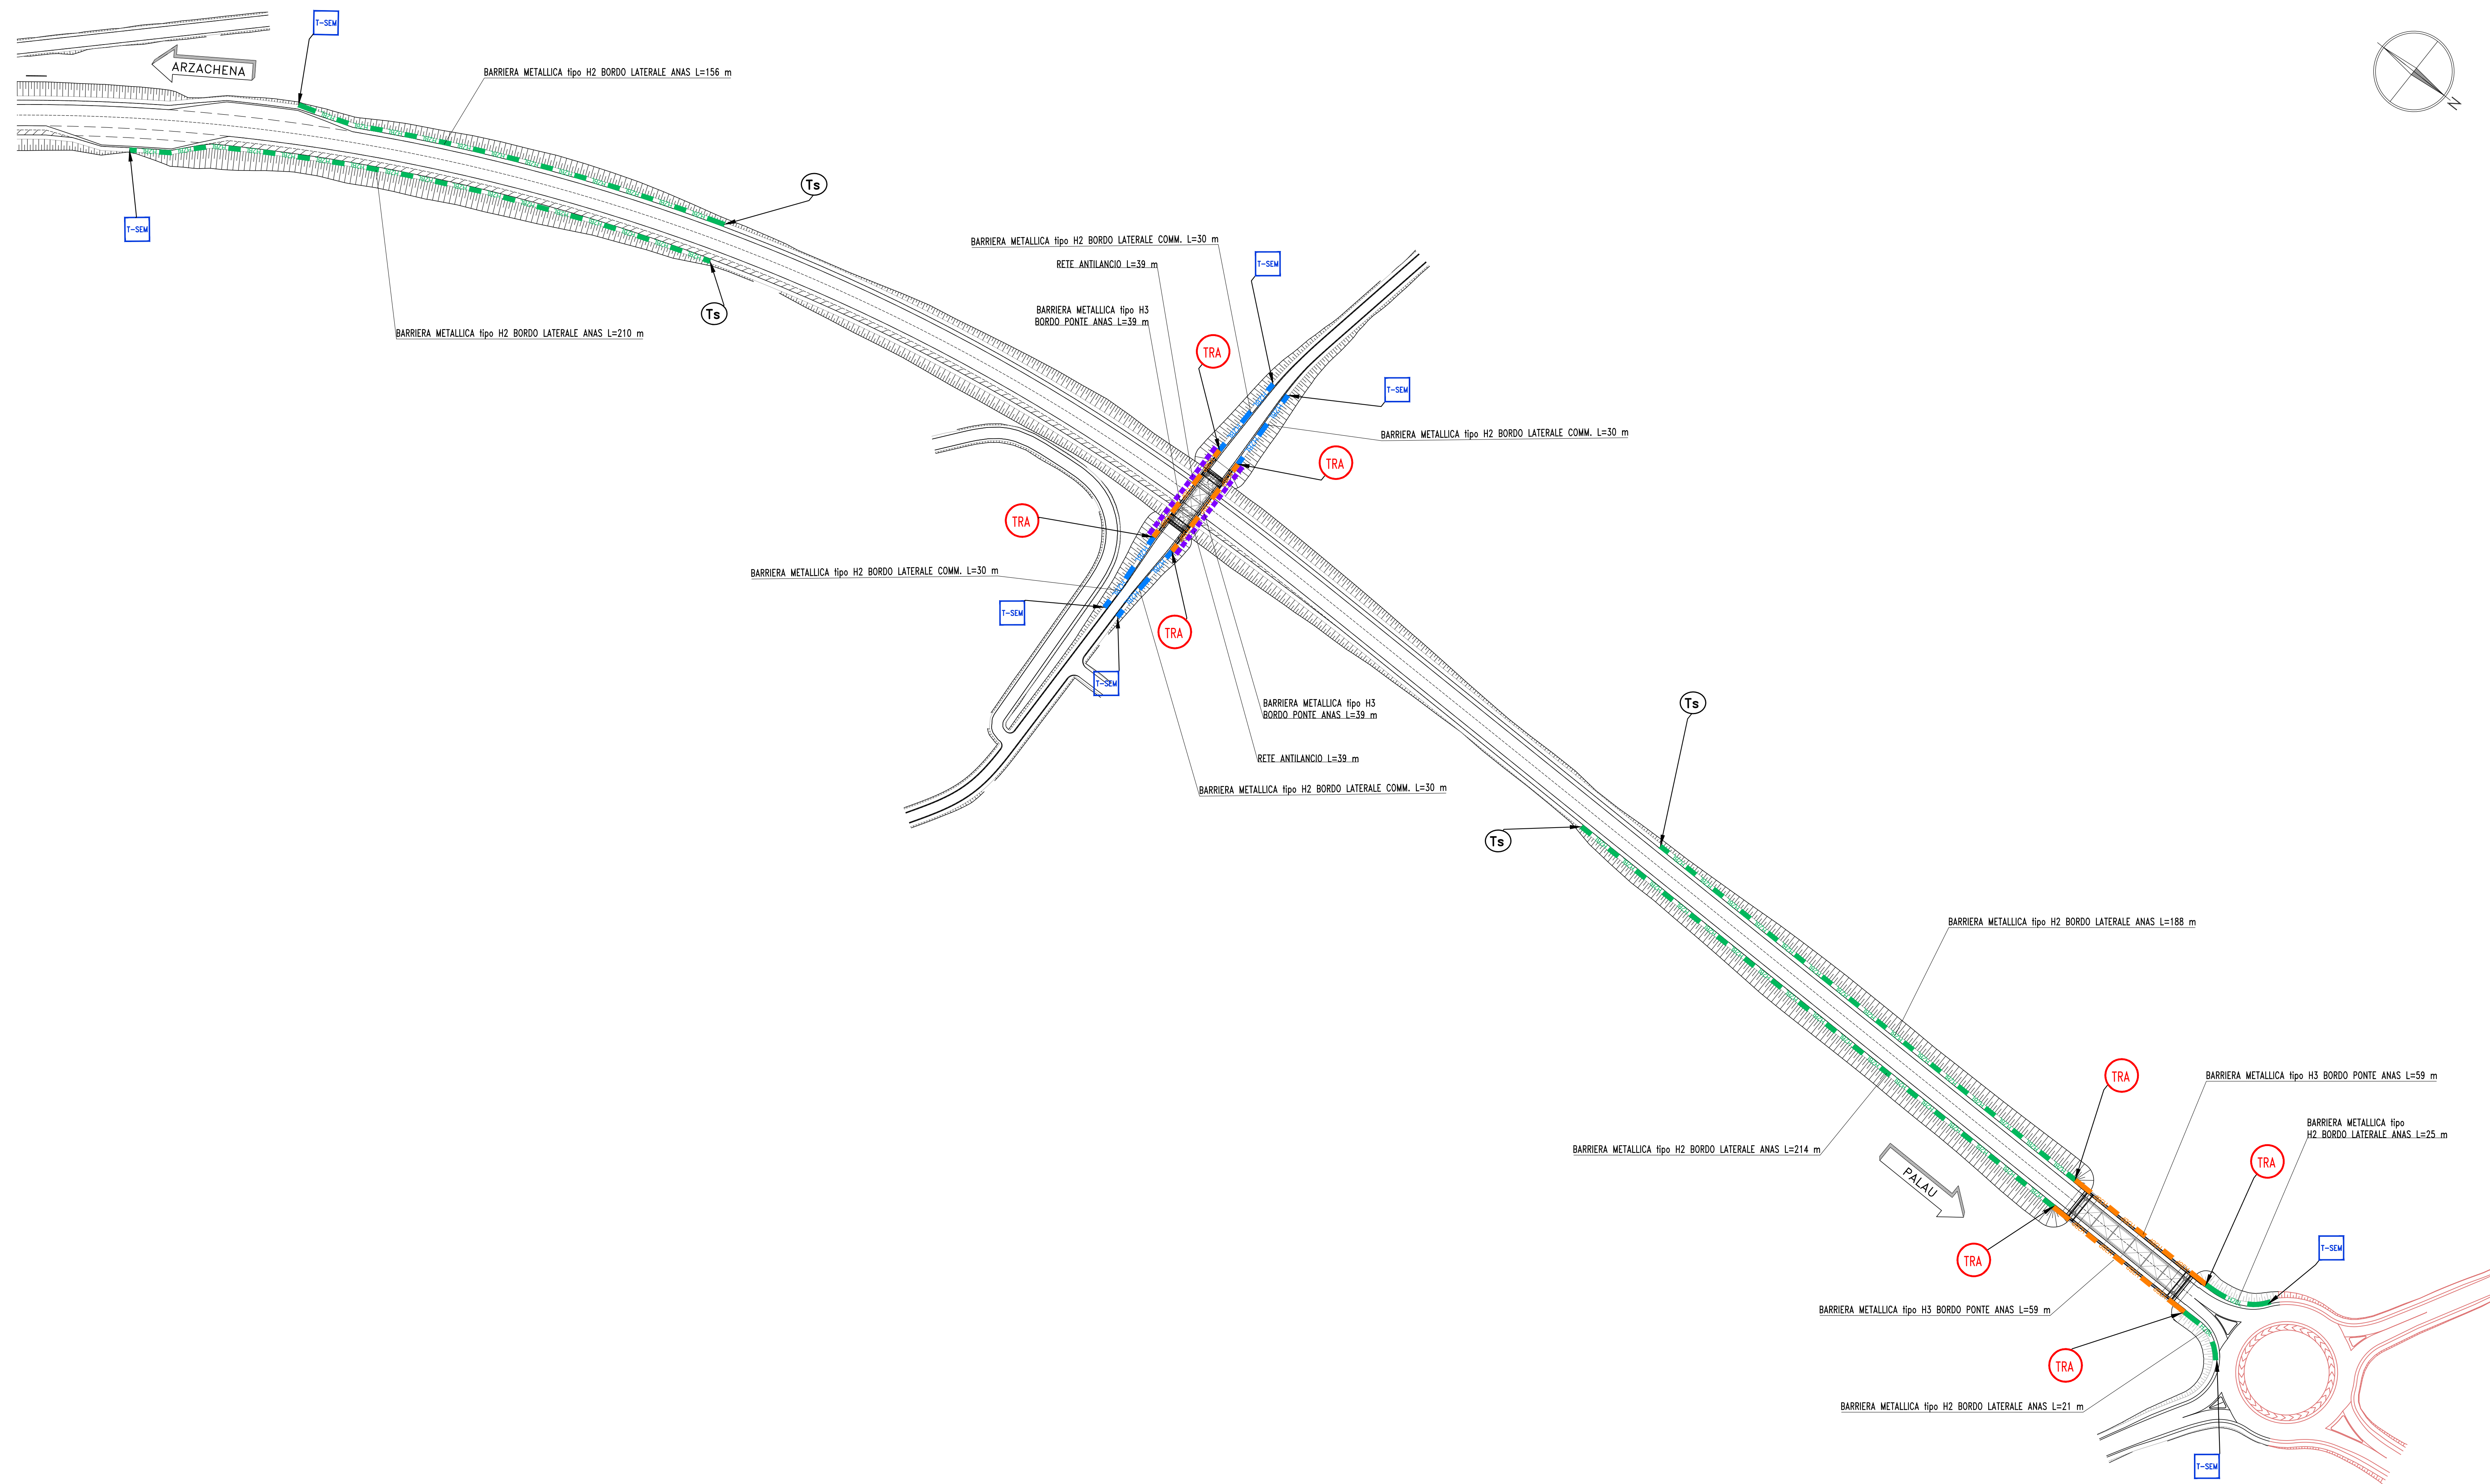 T-SEM
ARZACHENA
BARRIERA METALLICA tipo H2 BORDO LATERALE ANAS L=156 m
N
Ts
T-SEM
BARRIERA METALLICA tipo H2 BORDO LATERALE COMM. L=30 m
T-SEM
RETE ANTILANCIO L=39 m
Ts
BARRIERA METALLICA tipo H3
BORDO PONTE ANAS L=39 m
BARRIERA METALLICA tipo H2 BORDO LATERALE ANAS L=210 m
TRA
T-SEM
BARRIERA METALLICA tipo H2 BORDO LATERALE COMM. L=30 m
TRA
TRA
BARRIERA METALLICA tipo H2 BORDO LATERALE COMM. L=30 m
T-SEM
TRA
T-SEM
BARRIERA METALLICA tipo H3
BORDO PONTE ANAS L=39 m
Ts
RETE ANTILANCIO L=39 m
BARRIERA METALLICA tipo H2 BORDO LATERALE COMM. L=30 m
Ts
BARRIERA METALLICA tipo H2 BORDO LATERALE ANAS L=188 m
TRA
BARRIERA METALLICA tipo H3 BORDO PONTE ANAS L=59 m
BARRIERA METALLICA tipo
H2 BORDO LATERALE ANAS L=25 m
BARRIERA METALLICA tipo H2 BORDO LATERALE ANAS L=214 m
TRA
PALAU
T-SEM
TRA
BARRIERA METALLICA tipo H3 BORDO PONTE ANAS L=59 m
TRA
BARRIERA METALLICA tipo H2 BORDO LATERALE ANAS L=21 m
T-SEM